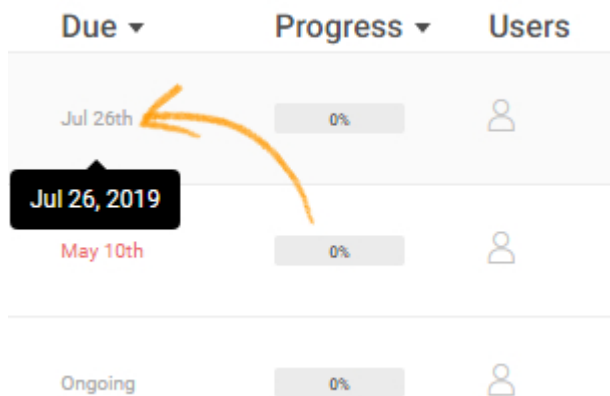 Due Progress Users
Jul 26th 0%
Jul 26, 2019
May 10th 0%
Ongoing 0%